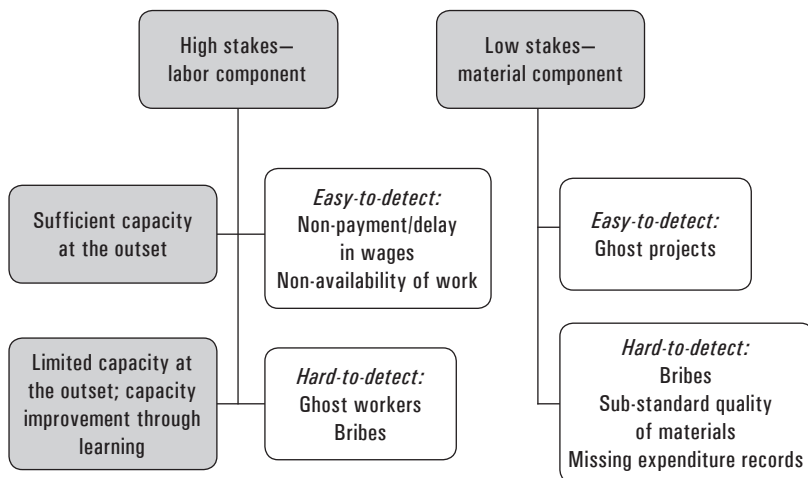 High stakes—
labor component
Low stakes—
material component
Sufficient capacity
at the outset
Easy-to-detect:
Non-payment/delay
in wages
Non-availability of work
Easy-to-detect:
Ghost projects
Limited capacity at
the outset; capacity
improvement through
learning
Hard-to-detect:
Ghost workers
Bribes
Hard-to-detect:
Bribes
Sub-standard quality
of materials
Missing expenditure records